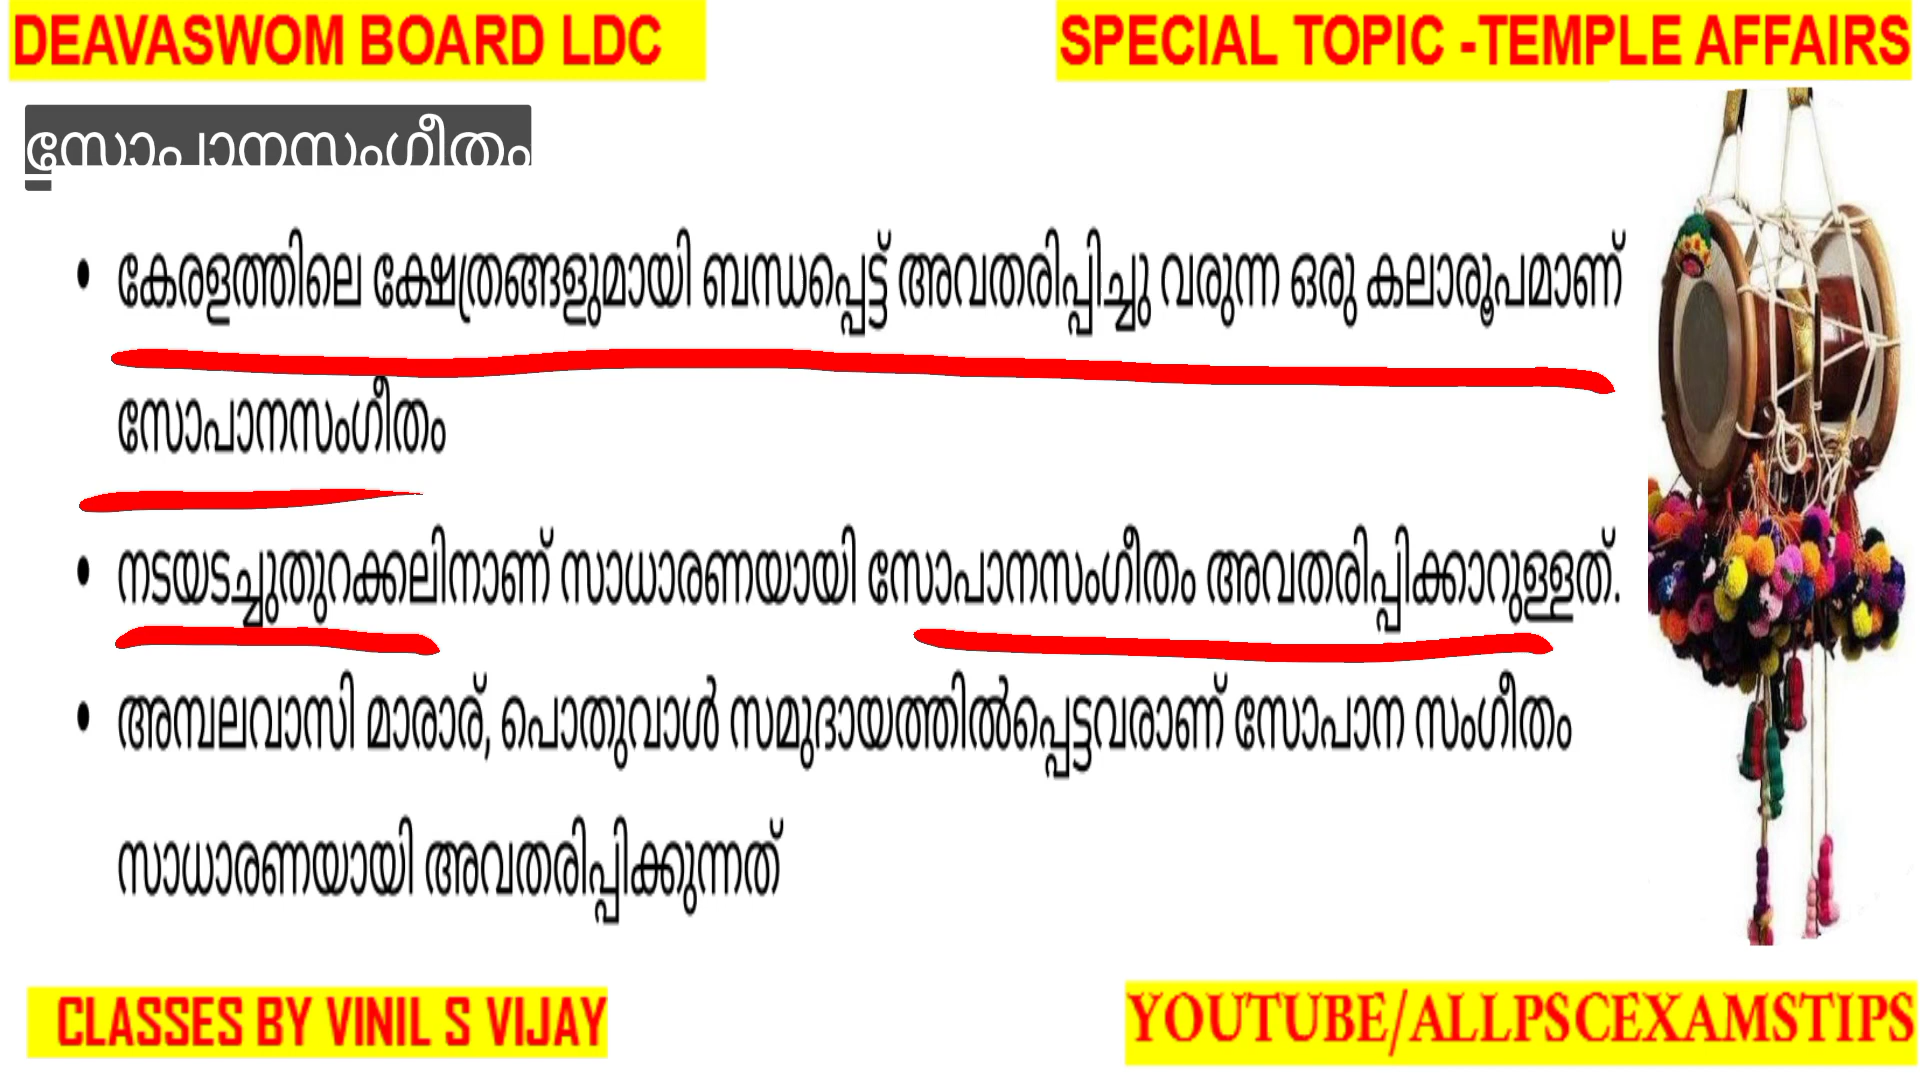 DEAVASWOM BOARD LDC
SPECIAL TOPIC -TEMPLE AFFAIRS
സോപാനസംഗീതം
• കേരളത്തിലെ ക്ഷേത്രങ്ങളുമായി ബന്ധപ്പെട്ട് അവതരിപ്പിച്ചു വരുന്ന ഒരു കലാരൂപമാണ്
സോപാനസംഗീതം
• നടയടച്ചുതുറക്കലിനാണ് സാധാരണയായി സോപാനസംഗീതം അവതരിപ്പിക്കാറുള്ളത്.
• അമ്പലവാസി മാരാര്, പൊതുവാൾ സമുദായത്തിൽപ്പെട്ടവരാണ് സോപാന സംഗീതം
സാധാരണയായി അവതരിപ്പിക്കുന്നത്
CLASSES BY VINIL S VIJAY
YOUTUBE/ALLPSCEXAMSTIPS